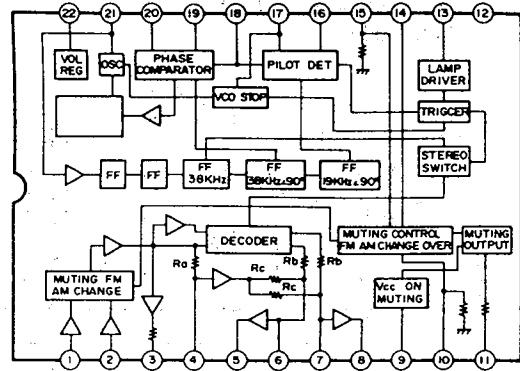 22 21 20 19 18 17 16 15 14 13 12
VOL
REG
OSC
PHASE
COMPARATOR
PILOT DET
LAMP
DRIVER
VCO STOP
TRIGGER
STEREO
SWITCH
FF
FF
FF
38KHz
FF
38KHz∠90°
FF
19KHz∠90°
DECODER
MUTING CONTROL
FM AM CHANGE OVER
MUTING
OUTPUT
Ra
Rb
Rb
Rc
Rc
MUTING FM
AM CHANGE
Vcc ON
MUTING
1 2 3 4 5 6 7 8 9 10 11